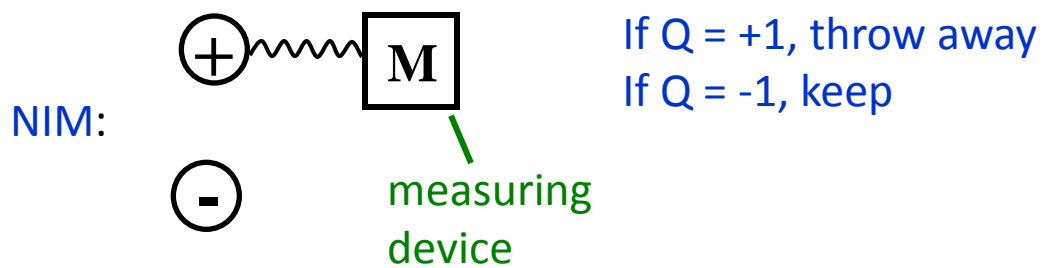 +
M
If Q = +1, throw away
If Q = -1, keep
NIM:
-
measuring
device